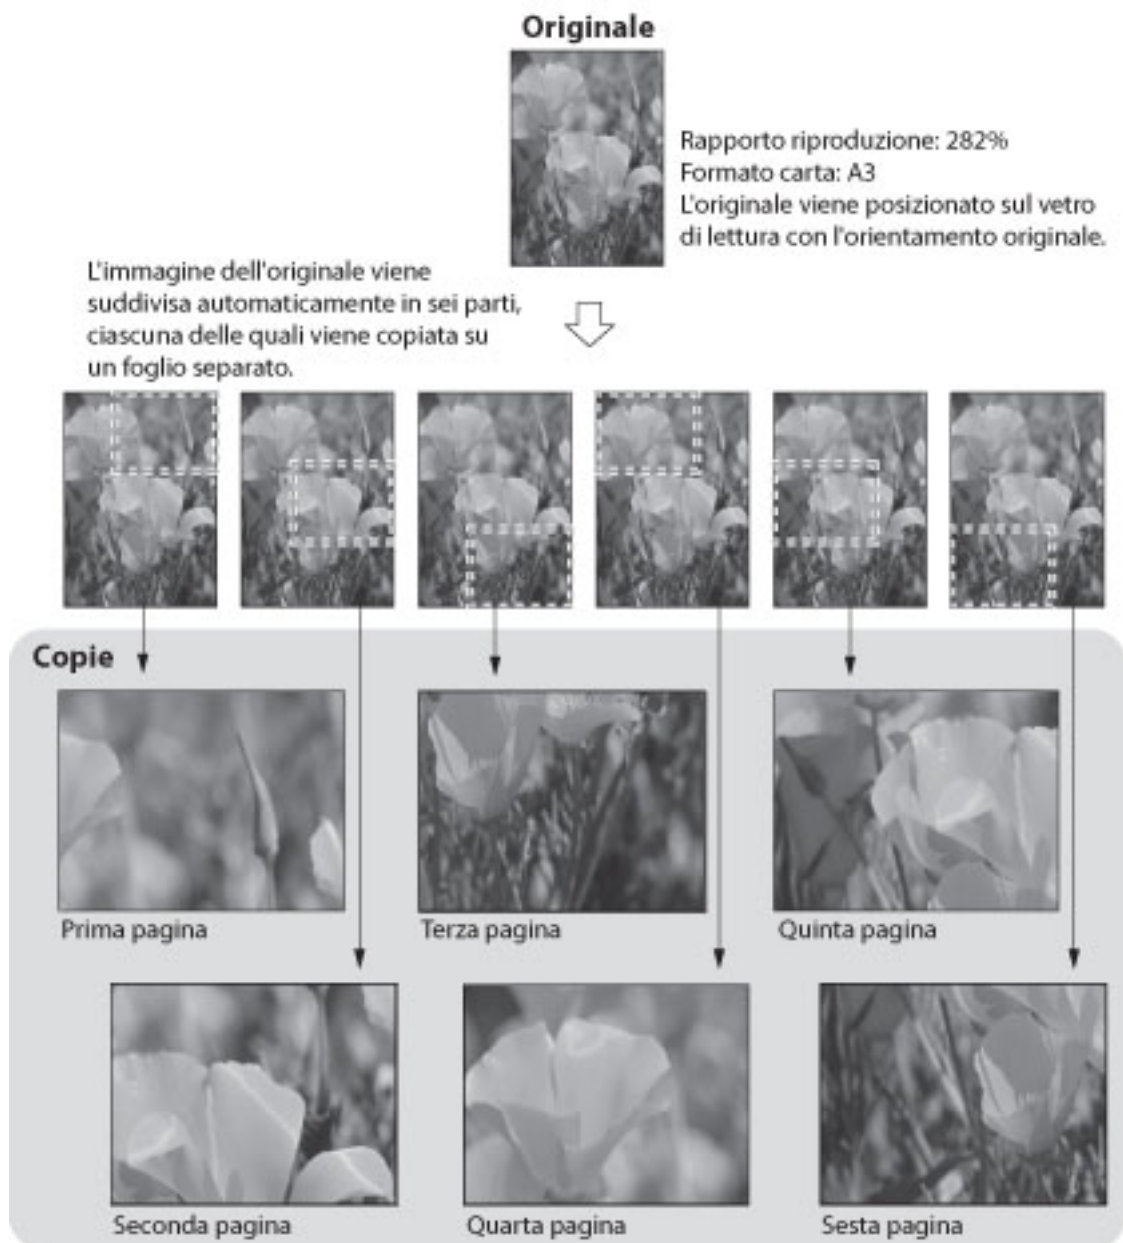 Originale
Rapporto riproduzione: 282%
Formato carta: A3
L'originale viene posizionato sul vetro
di lettura con l'orientamento originale.
L'immagine dell'originale viene
suddivisa automaticamente in sei parti,
ciascuna delle quali viene copiata su
un foglio separato.
Copie
Prima pagina
Terza pagina
Quinta pagina
Seconda pagina
Quarta pagina
Sesta pagina